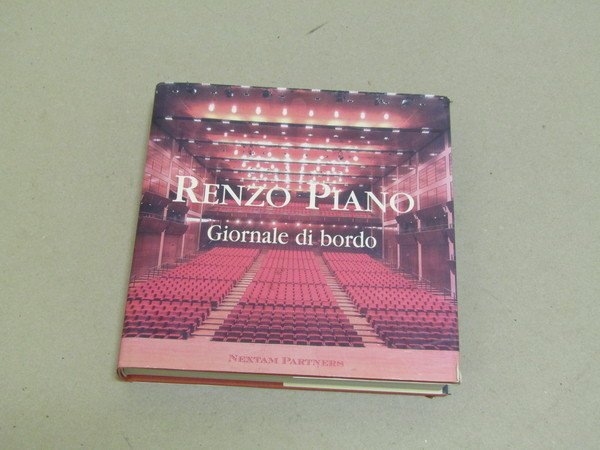 RENZO PIANO
Giornale di bordo
NEXTAM PARTNERS